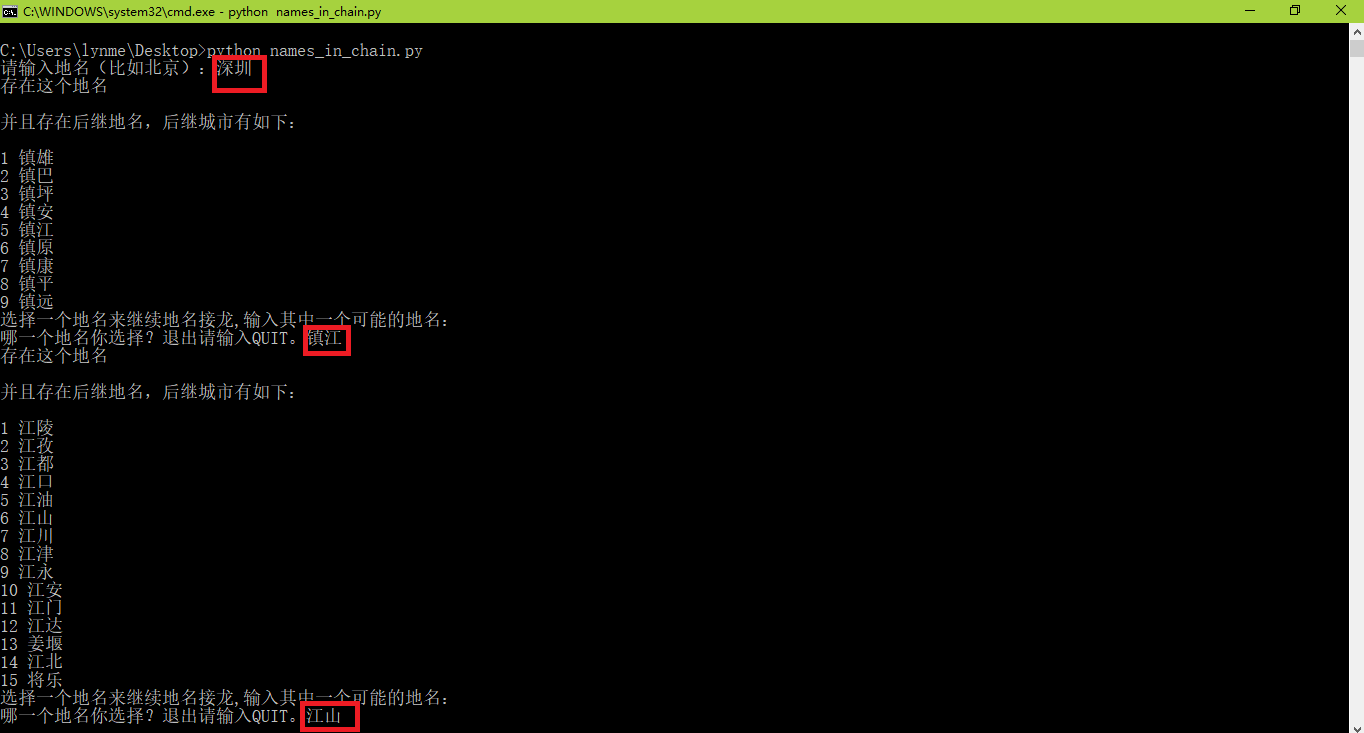 C:\WINDOWS\system32\cmd.exe - python  names_in_chain.py
C:\Users\lynme\Desktop>python names_in_chain.py
请输入地名（比如北京）：深圳
存在这个地名
并且存在后继地名，后继城市有如下：
1 镇雄
2 镇巴
3 镇坪
4 镇安
5 镇江
6 镇原
7 镇康
8 镇平
9 镇远
选择一个地名来继续地名接龙,输入其中一个可能的地名：
哪一个地名你选择？退出请输入QUIT。镇江
存在这个地名
并且存在后继地名，后继城市有如下：
1 江陵
2 江孜
3 江都
4 江口
5 江油
6 江山
7 江川
8 江津
9 江永
10 江安
11 江门
12 江达
13 姜堰
14 江北
15 将乐
选择一个地名来继续地名接龙,输入其中一个可能的地名：
哪一个地名你选择？退出请输入QUIT。江山